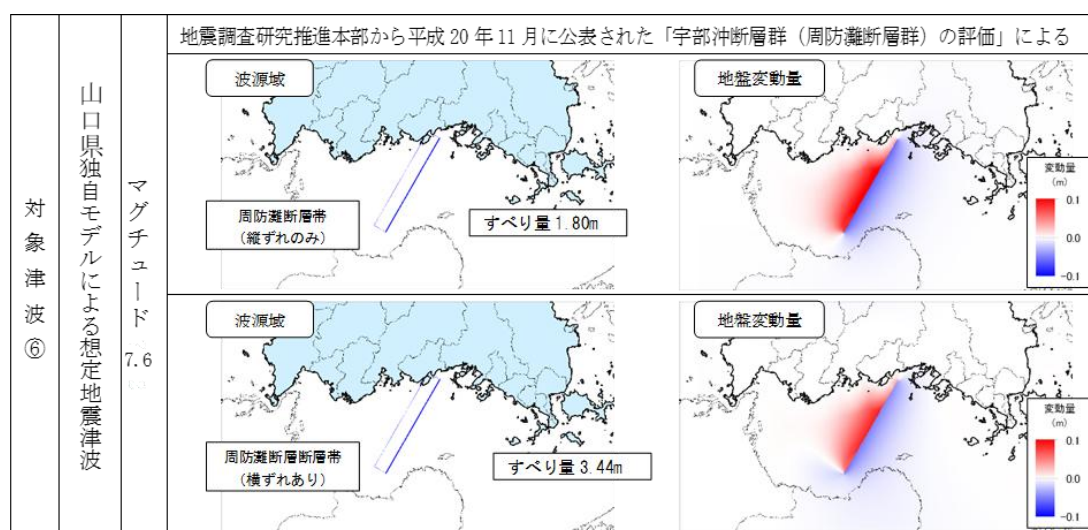 対象津波⑥
山口県独自モデルによる想定地震津波
マグチュード
7.6
地震調査研究推進本部から平成 20 年 11 月に公表された「宇部沖断層群（周防灘断層群）の評価」による
波源域
周防灘断層帯
（縦ずれのみ）
すべり量 1.80m
地盤変動量
変動量
(m)
0.1
0.0
-0.1
波源域
周防灘断層断層帯
（横ずれあり）
すべり量 3.44m
地盤変動量
変動量
(m)
0.1
0.0
-0.1